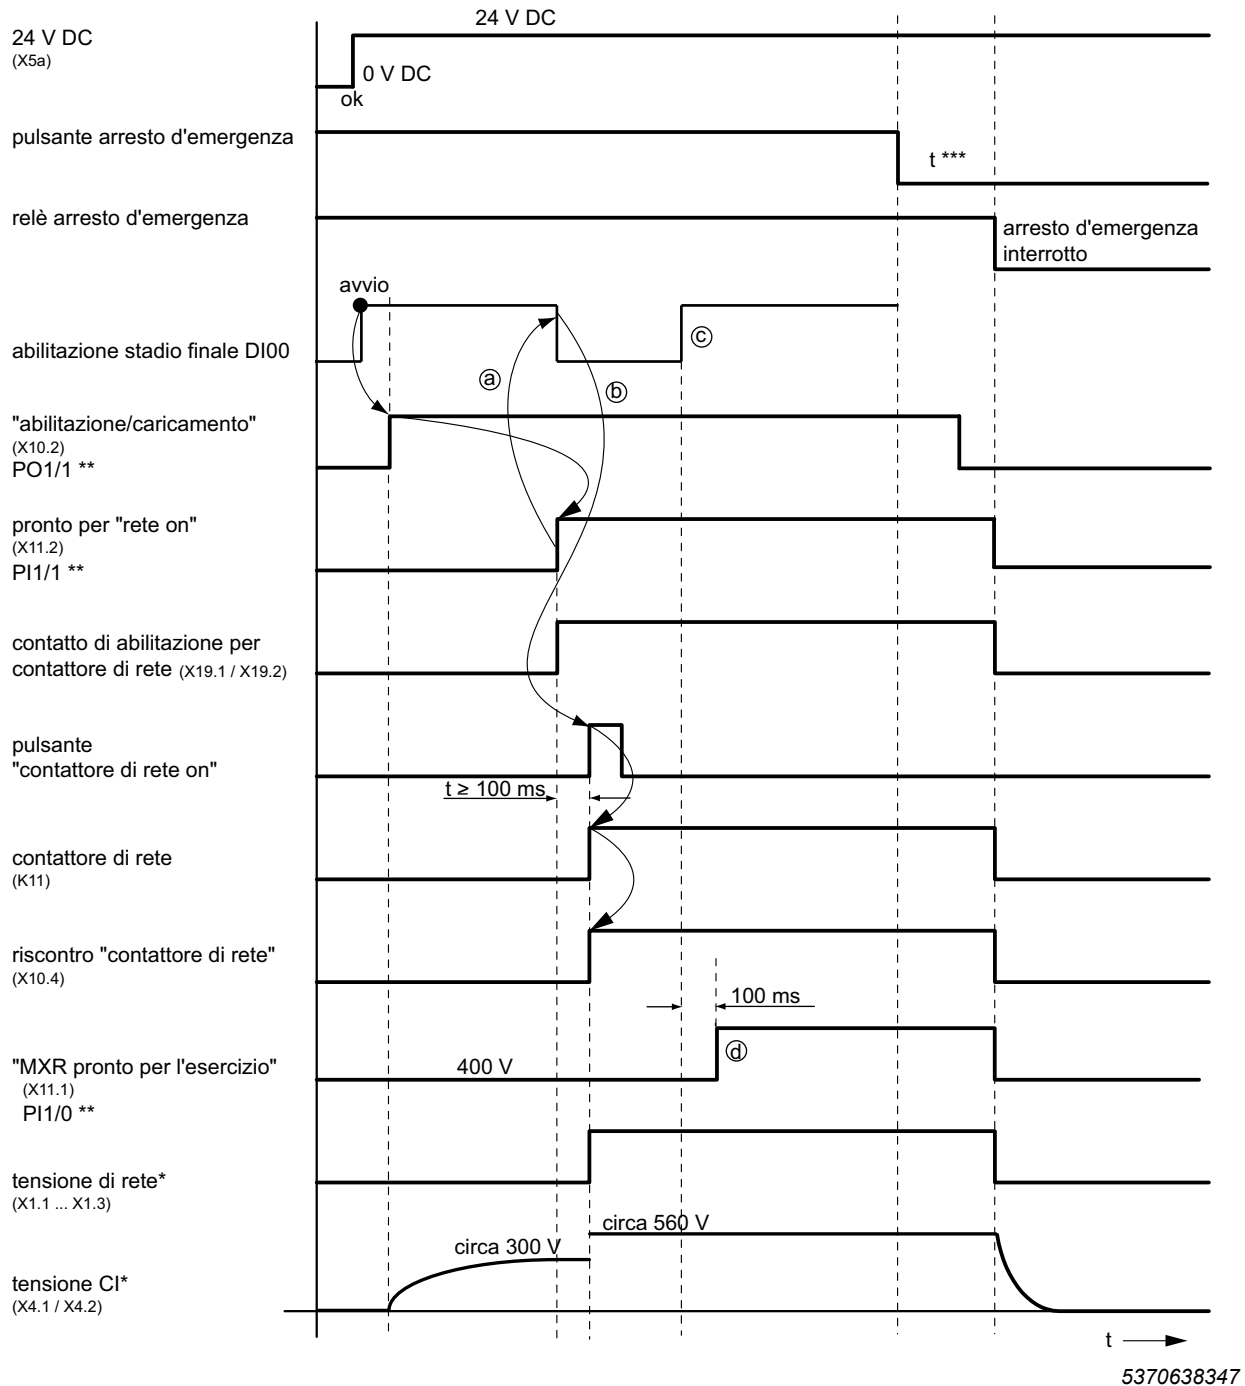 24 V DC
24 V DC
(X5a)
0 V DC
ok
pulsante arresto d'emergenza
t ***
relè arresto d'emergenza
arresto d'emergenza
interrotto
avvio
abilitazione stadio finale DI00
c
a
b
"abilitazione/caricamento"
(X10.2)
PO1/1 **
pronto per "rete on"
(X11.2)
PI1/1 **
contatto di abilitazione per
contattore di rete (X19.1 / X19.2)
pulsante
"contattore di rete on"
t ≥ 100 ms
contattore di rete
(K11)
riscontro "contattore di rete"
(X10.4)
100 ms
d
"MXR pronto per l'esercizio"
400 V
(X11.1)
PI1/0 **
tensione di rete*
(X1.1 ... X1.3)
circa 560 V
circa 300 V
tensione CI*
(X4.1 / X4.2)
t
5370638347